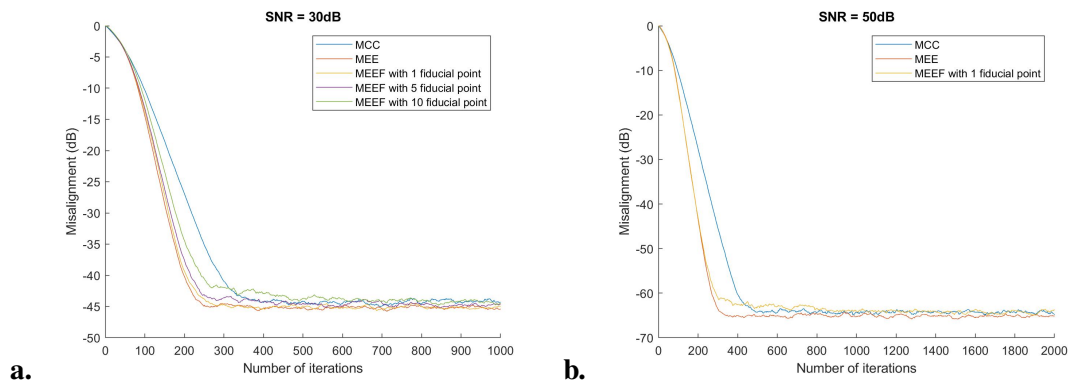 SNR = 30dB
0
-5
-10
-15
-20
-25
-30
-35
-40
-45
-50
Misalignment (dB)
MCC
MEE
MEEF with 1 fiducial point
MEEF with 5 fiducial point
MEEF with 10 fiducial point
0 100 200 300 400 500 600 700 800 900 1000
Number of iterations
a.
SNR = 50dB
0
-10
-20
-30
-40
-50
-60
-70
Misalignment (dB)
MCC
MEE
MEEF with 1 fiducial point
0 200 400 600 800 1000 1200 1400 1600 1800 2000
Number of iterations
b.